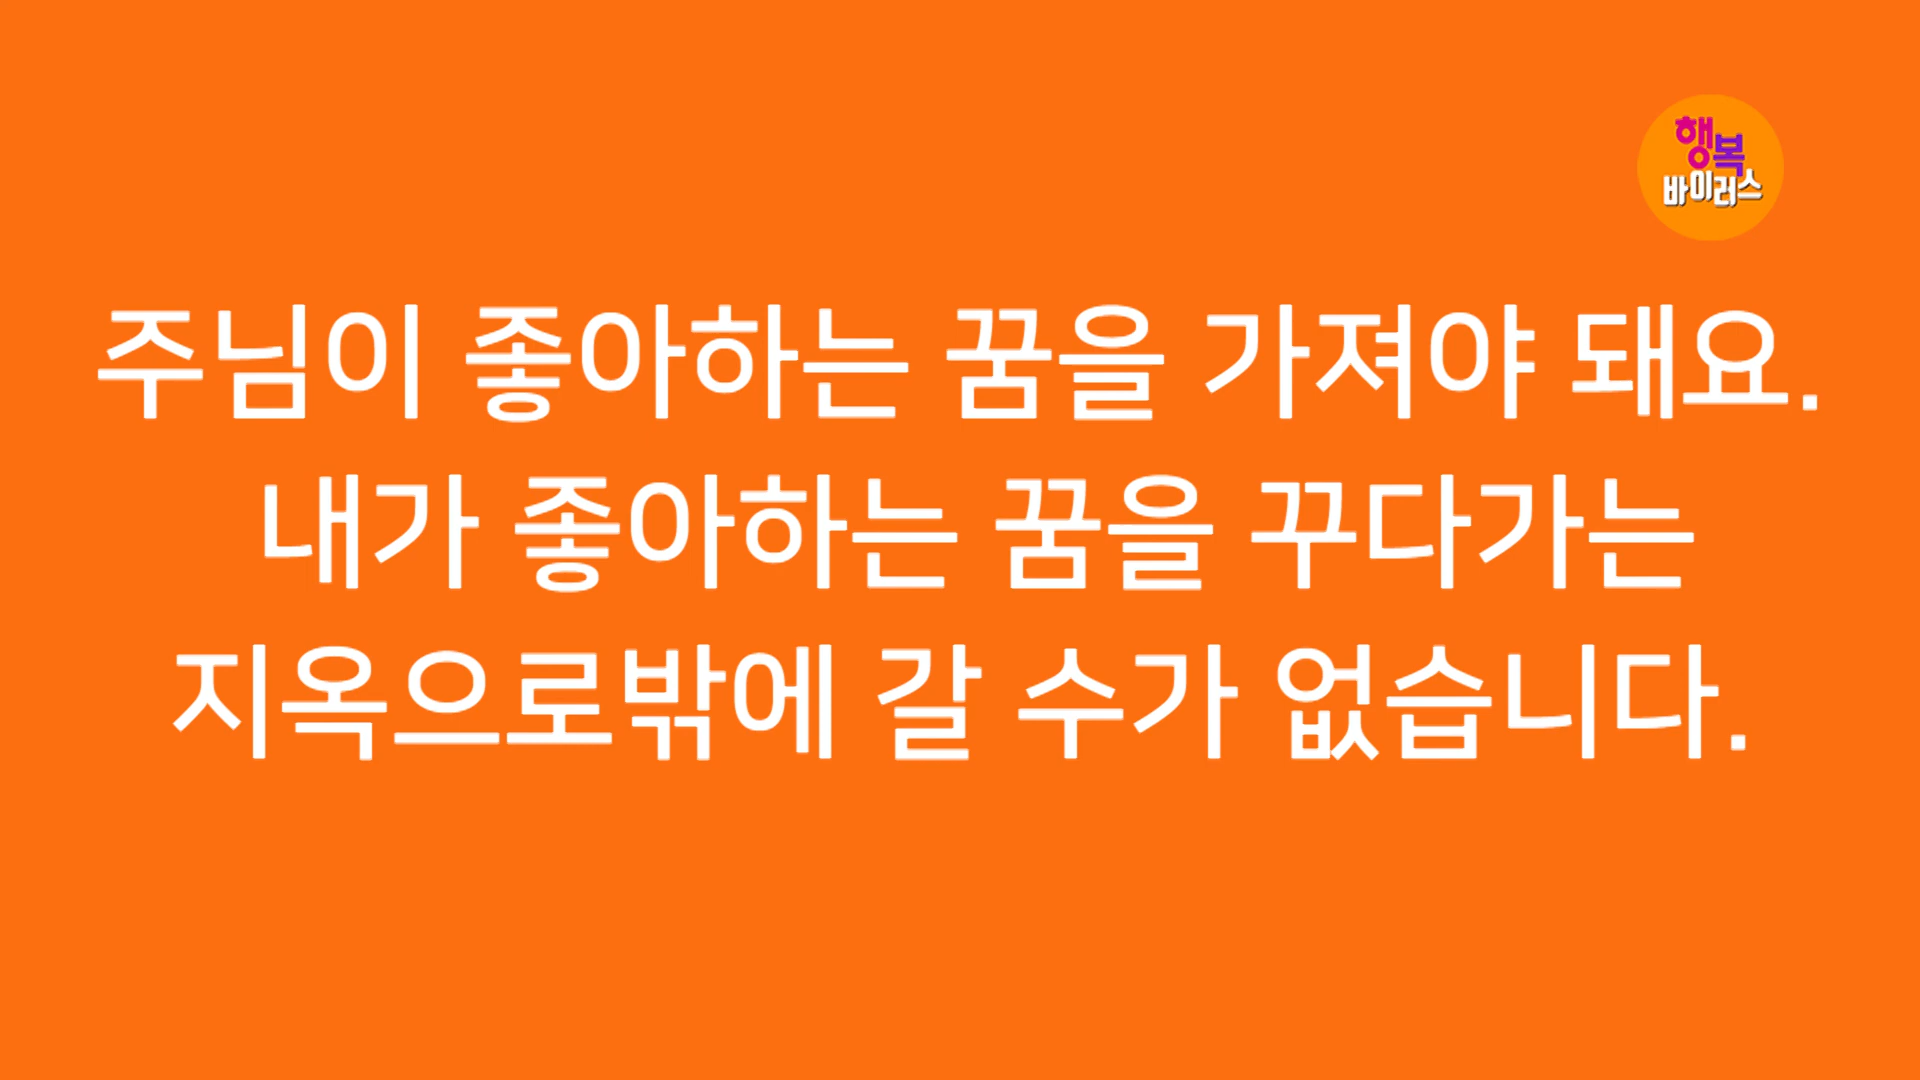 행복
바이러스
주님이 좋아하는 꿈을 가져야 돼요.
내가 좋아하는 꿈을 꾸다가는
지옥으로밖에 갈 수가 없습니다.